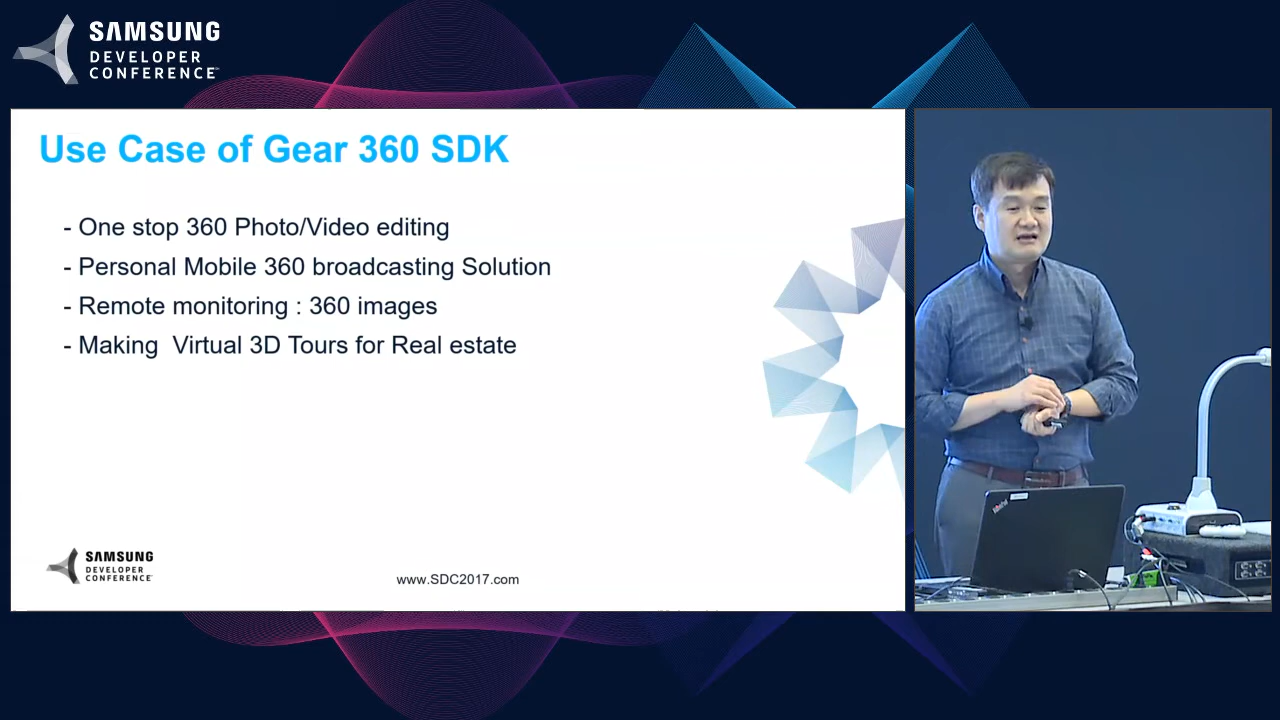 SAMSUNG
DEVELOPER
CONFERENCE
Use Case of Gear 360 SDK
- One stop 360 Photo/Video editing
- Personal Mobile 360 broadcasting Solution
- Remote monitoring : 360 images
- Making  Virtual 3D Tours for Real estate
SAMSUNG
DEVELOPER
CONFERENCE
www.SDC2017.com
ThinkPad